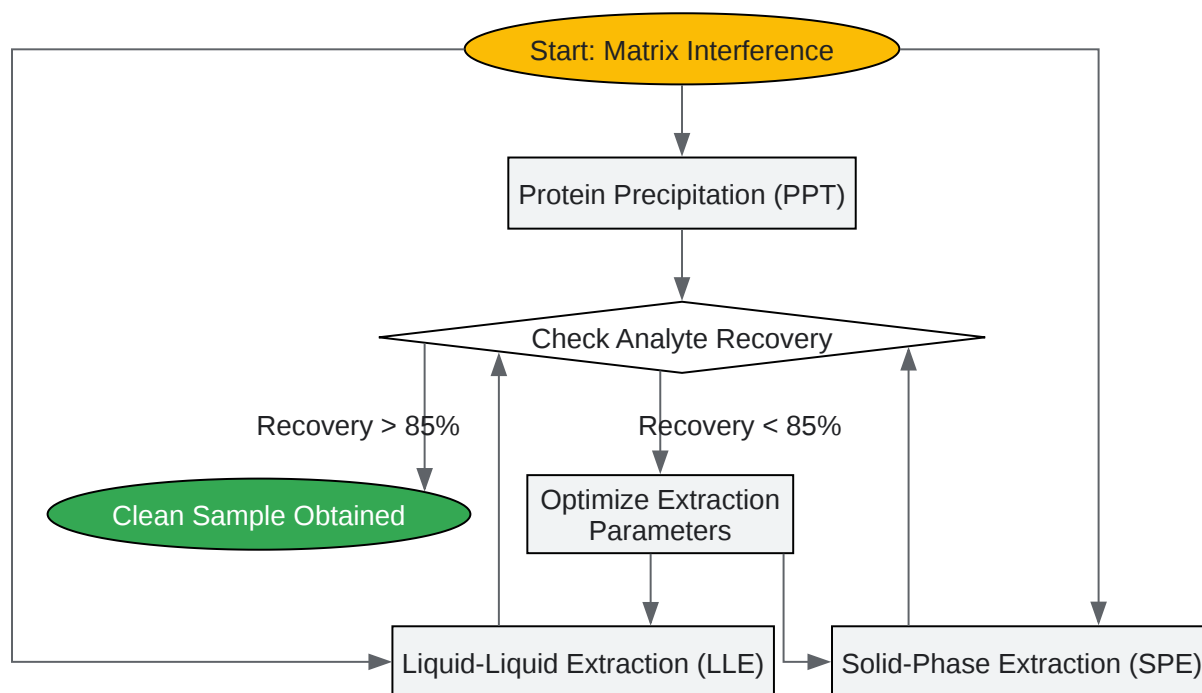 Start: Matrix Interference
Protein Precipitation (PPT)
Check Analyte Recovery
Recovery > 85%
Recovery < 85%
Clean Sample Obtained
Optimize Extraction
Parameters
Liquid-Liquid Extraction (LLE)
Solid-Phase Extraction (SPE)